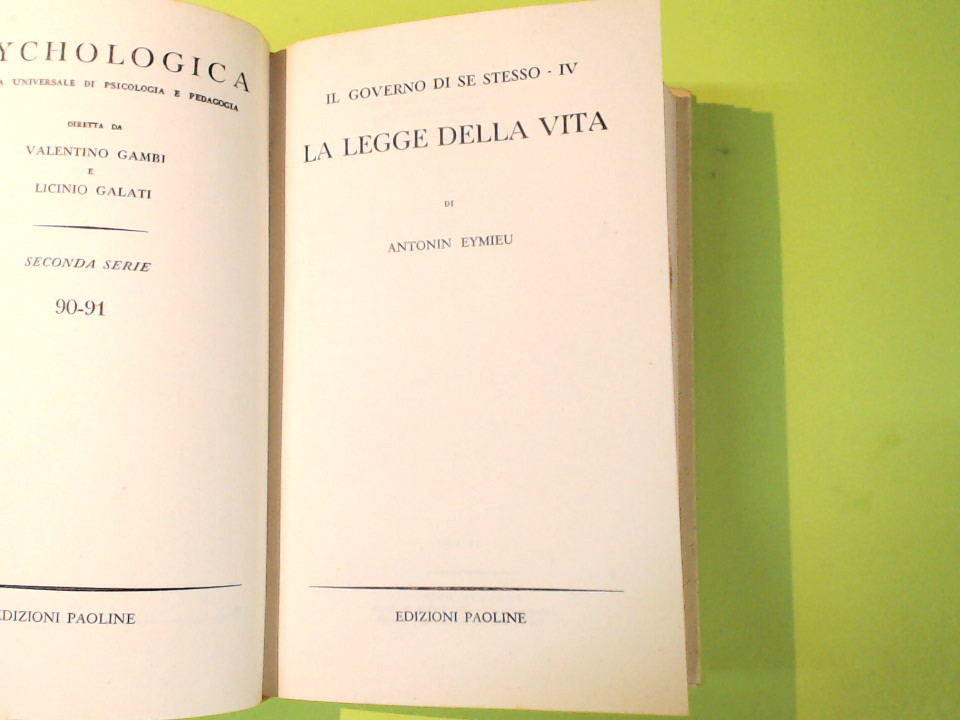 YCHOLOGICA
UNIVERSALE DI PSICOLOGIA E PEDAGOGIA
DIRETTA DA
VALENTINO GAMBI
E
LICINIO GALATI
SECONDA SERIE
90-91
EDIZIONI PAOLINE
IL GOVERNO DI SE STESSO - IV
LA LEGGE DELLA VITA
DI
ANTONIN EYMIEU
EDIZIONI PAOLINE